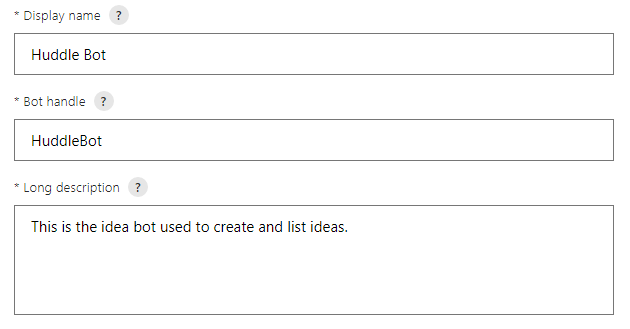 * Display name ?
Huddle Bot
* Bot handle ?
HuddleBot
* Long description ?
This is the idea bot used to create and list ideas.